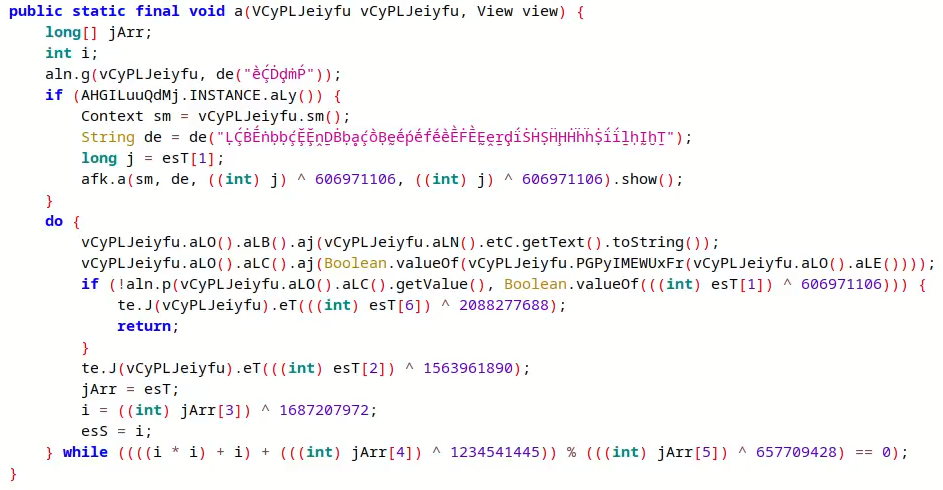 public static final void a(VCyPLJeiyfu vCyPLJeiyfu, View view) {
long[] jArr;
int i;
aln.g(vCyPLJeiyfu, de("ȅḈĎḑṁṔ"));
if (AHGILuuQdMj.INSTANCE.aLy()) {
Context sm = vCyPLJeiyfu.sm();
long j = esT[1];
afk.a(sm, de, ((int) j) ^ 606971106, ((int) j) ^ 606971106).show();
}
do {
vCyPLJeiyfu.aLO().aLB().aj(vCyPLJeiyfu.aLN().etC.getText().toString());
vCyPLJeiyfu.aLO().aLC().aj(Boolean.valueOf(vCyPLJeiyfu.PGPyIMEWUxFr(vCyPLJeiyfu.aLO().aLE())));
if (!aln.p(vCyPLJeiyfu.aLO().aLC().getValue(), Boolean.valueOf(((int) esT[1]) ^ 606971106))) {
te.J(vCyPLJeiyfu).eT(((int) esT[6]) ^ 2088277688);
return;
}
te.J(vCyPLJeiyfu).eT(((int) esT[2]) ^ 1563961890);
jArr = esT;
i = ((int) jArr[3]) ^ 1687207972;
esS = i;
} while ((((i * i) + i) + (((int) jArr[4]) ^ 1234541445)) % (((int) jArr[5]) ^ 657709428) == 0);
}